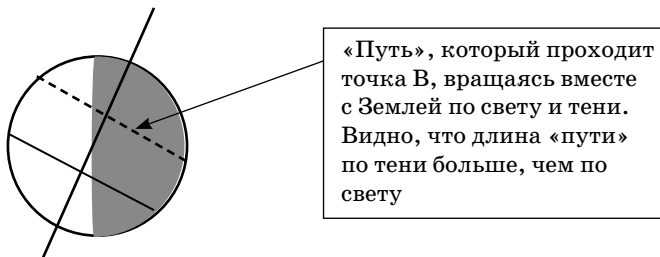 «Путь», который проходит
точка В, вращаясь вместе
с Землей по свету и тени.
Видно, что длина «пути»
по тени больше, чем по
свету